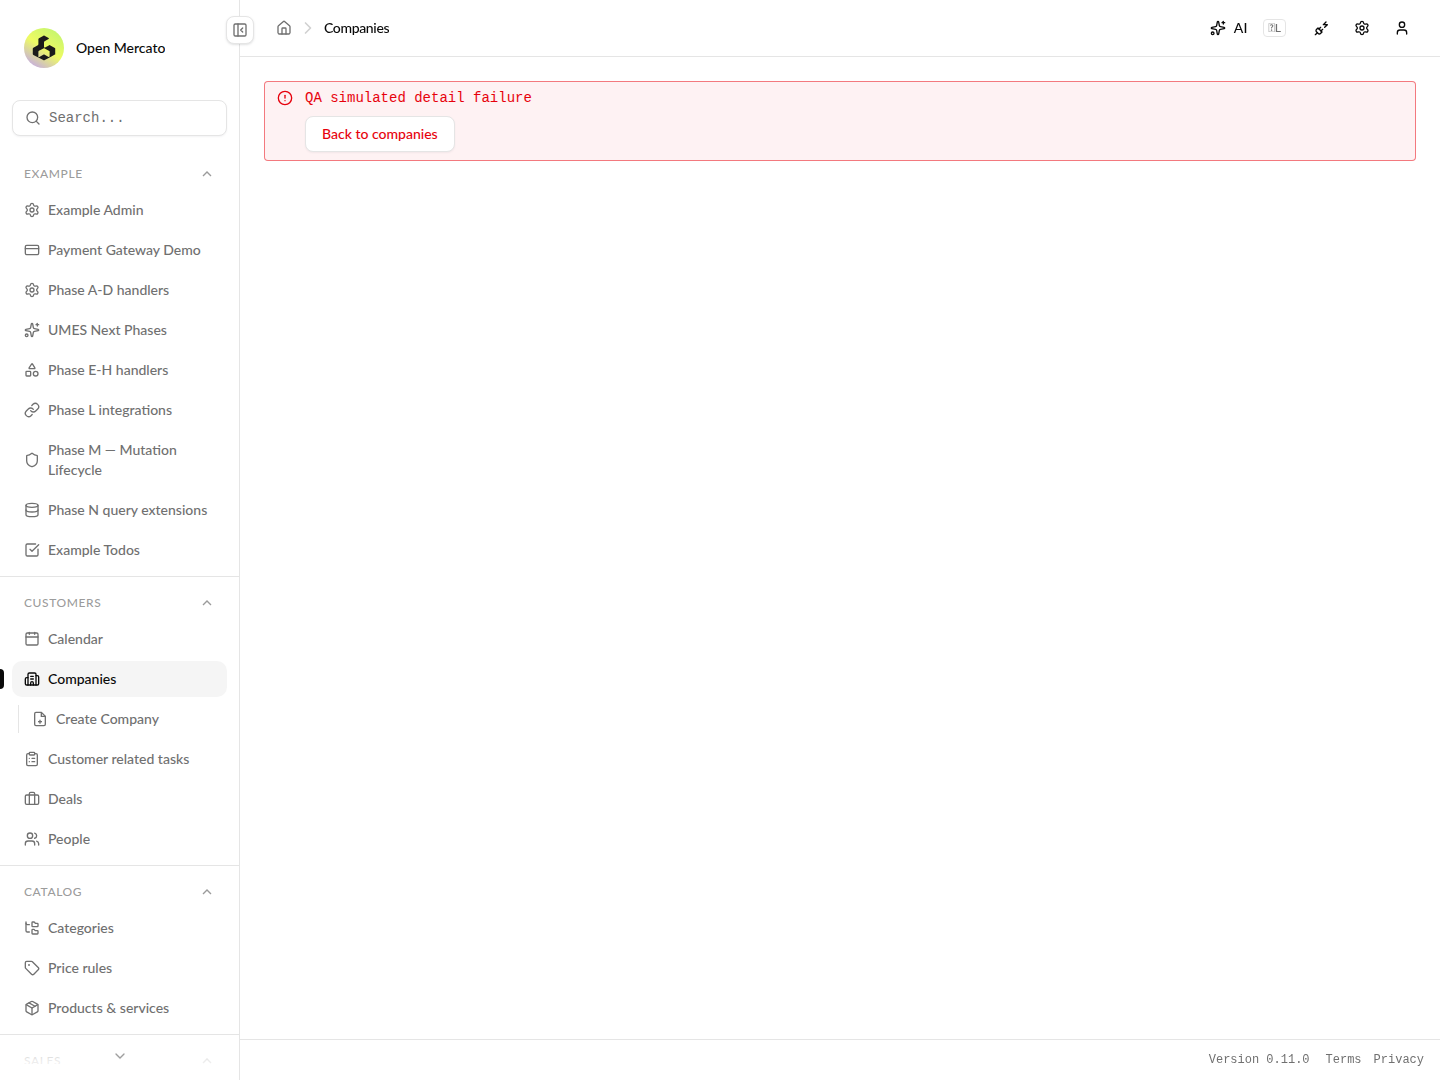 Open Mercato
Companies
AI
L
Search...
QA simulated detail failure
Back to companies
EXAMPLE
Example Admin
Payment Gateway Demo
Phase A-D handlers
UMES Next Phases
Phase E-H handlers
Phase L integrations
Phase M — Mutation
Lifecycle
Phase N query extensions
Example Todos
CUSTOMERS
Calendar
Companies
Create Company
Customer related tasks
Deals
People
CATALOG
Categories
Price rules
Products & services
SALES
Version 0.11.0 Terms Privacy